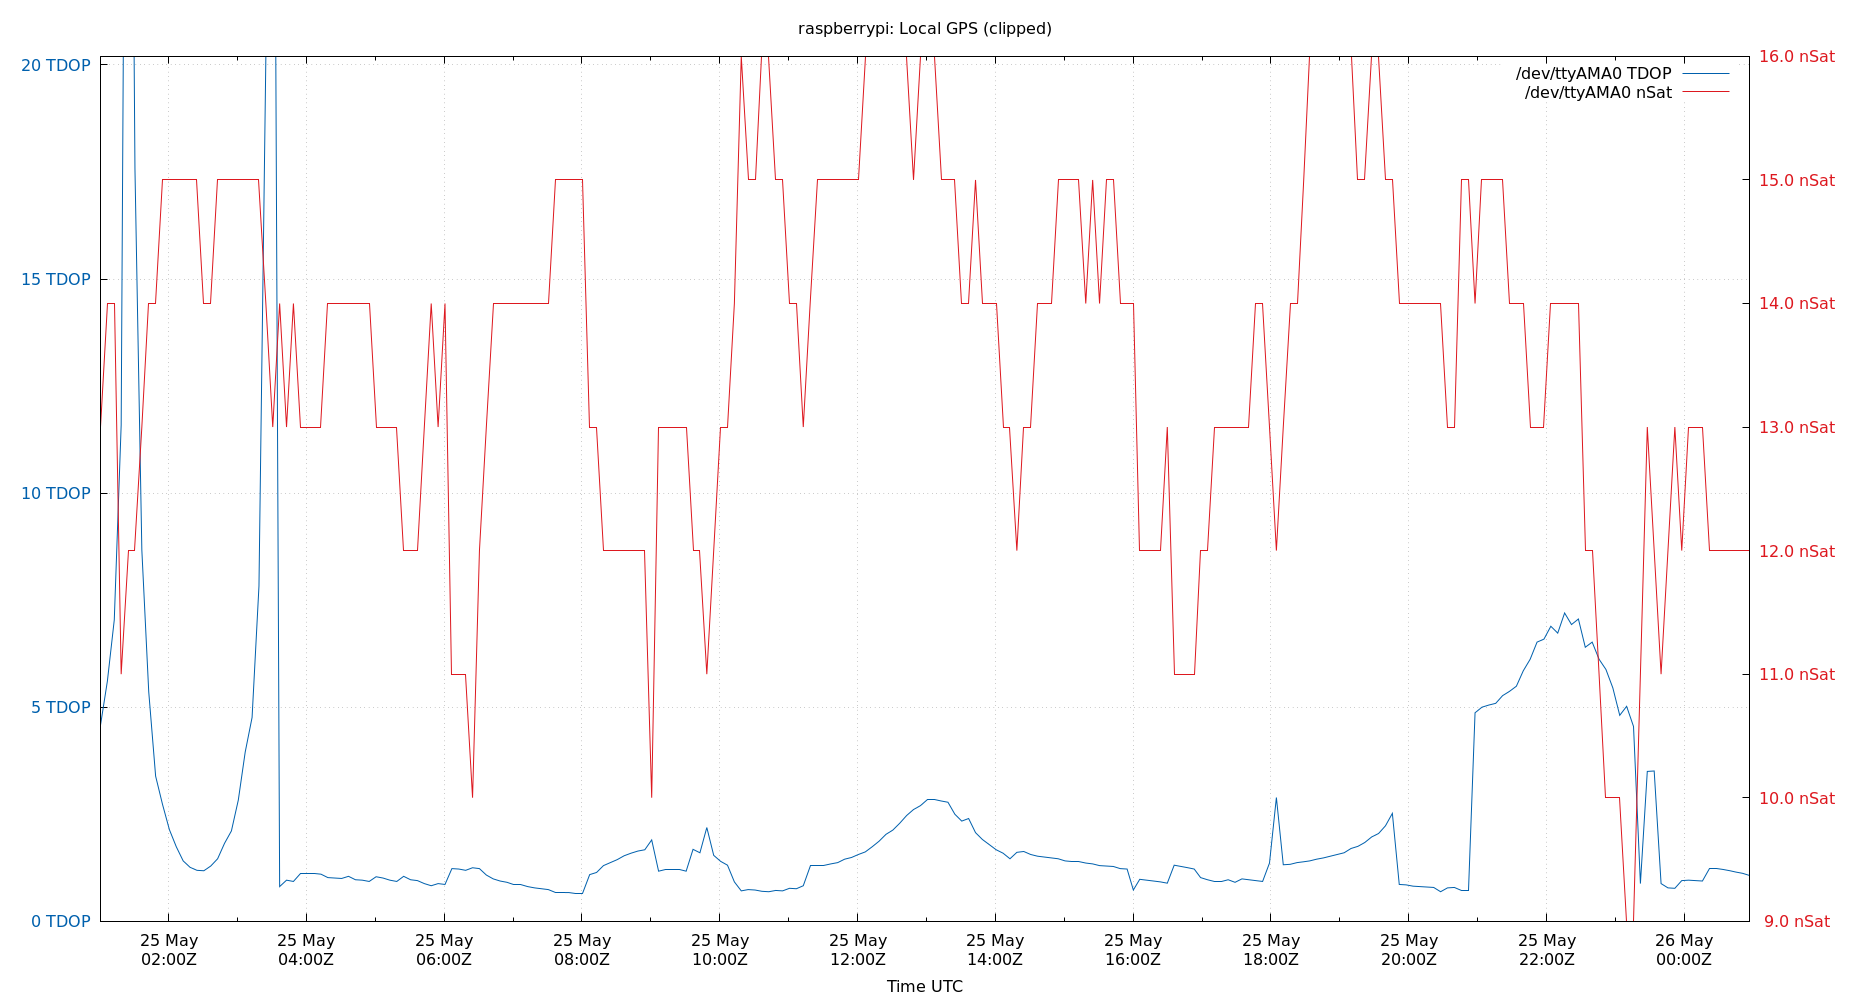 raspberrypi: Local GPS (clipped)
20 TDOP
15 TDOP
10 TDOP
5 TDOP
0 TDOP
16.0 nSat
15.0 nSat
14.0 nSat
13.0 nSat
12.0 nSat
11.0 nSat
10.0 nSat
9.0 nSat
/dev/ttyAMA0 TDOP
/dev/ttyAMA0 nSat
25 May 25 May 25 May 25 May 25 May 25 May 25 May 25 May 25 May 25 May 25 May 26 May
02:00Z 04:00Z 06:00Z 08:00Z 10:00Z 12:00Z 14:00Z 16:00Z 18:00Z 20:00Z 22:00Z 00:00Z
Time UTC